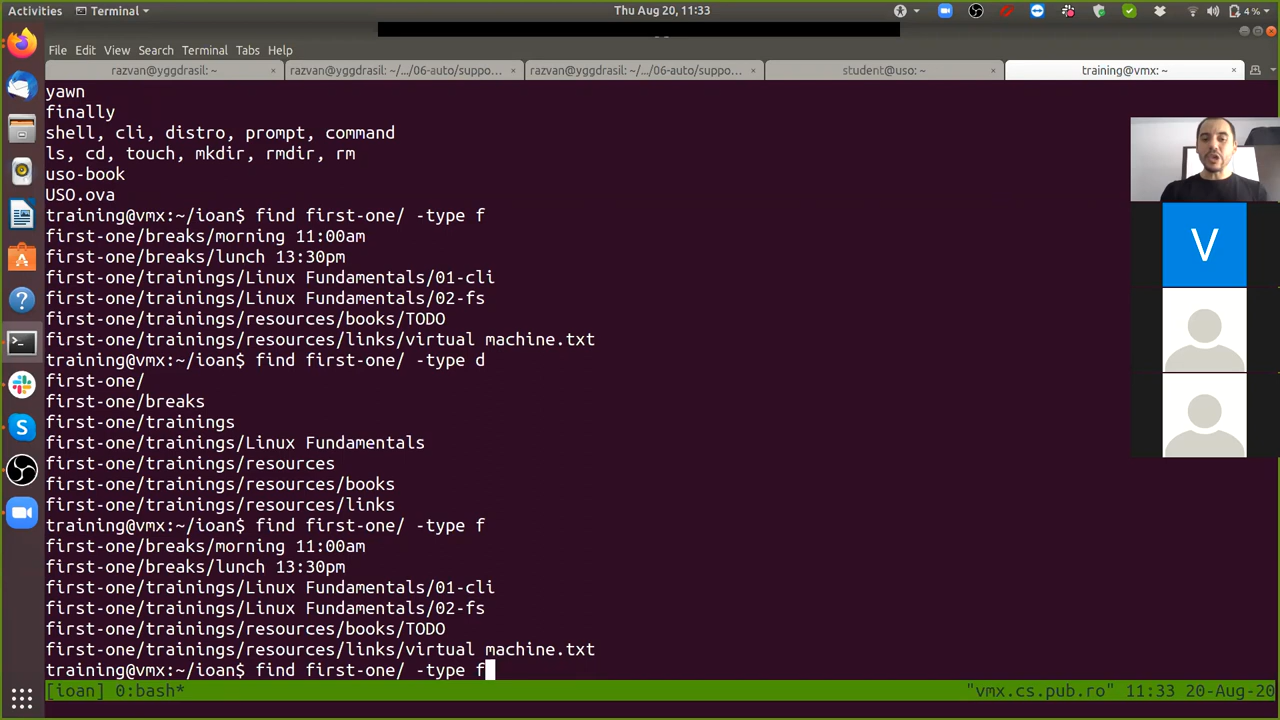 Activities Terminal Thu Aug 20, 11:33 4 %
File Edit View Search Terminal Tabs Help
razvan@yggdrasil: ~ × razvan@yggdrasil: ~/.../06-auto/suppo... × razvan@yggdrasil: ~/.../06-auto/suppo... × student@uso: ~ × training@vmx: ~ ×
yawn
finally
shell, cli, distro, prompt, command
ls, cd, touch, mkdir, rmdir, rm
uso-book
USO.ova
training@vmx:~/ioan$ find first-one/ -type f
first-one/breaks/morning 11:00am
first-one/breaks/lunch 13:30pm
first-one/trainings/Linux Fundamentals/01-cli
first-one/trainings/Linux Fundamentals/02-fs
first-one/trainings/resources/books/TODO
first-one/trainings/resources/links/virtual machine.txt
training@vmx:~/ioan$ find first-one/ -type d
first-one/
first-one/breaks
first-one/trainings
first-one/trainings/Linux Fundamentals
first-one/trainings/resources
first-one/trainings/resources/books
first-one/trainings/resources/links
training@vmx:~/ioan$ find first-one/ -type f
first-one/breaks/morning 11:00am
first-one/breaks/lunch 13:30pm
first-one/trainings/Linux Fundamentals/01-cli
first-one/trainings/Linux Fundamentals/02-fs
first-one/trainings/resources/books/TODO
first-one/trainings/resources/links/virtual machine.txt
training@vmx:~/ioan$ find first-one/ -type f
[ioan] 0:bash* "vmx.cs.pub.ro" 11:33 20-Aug-20
V